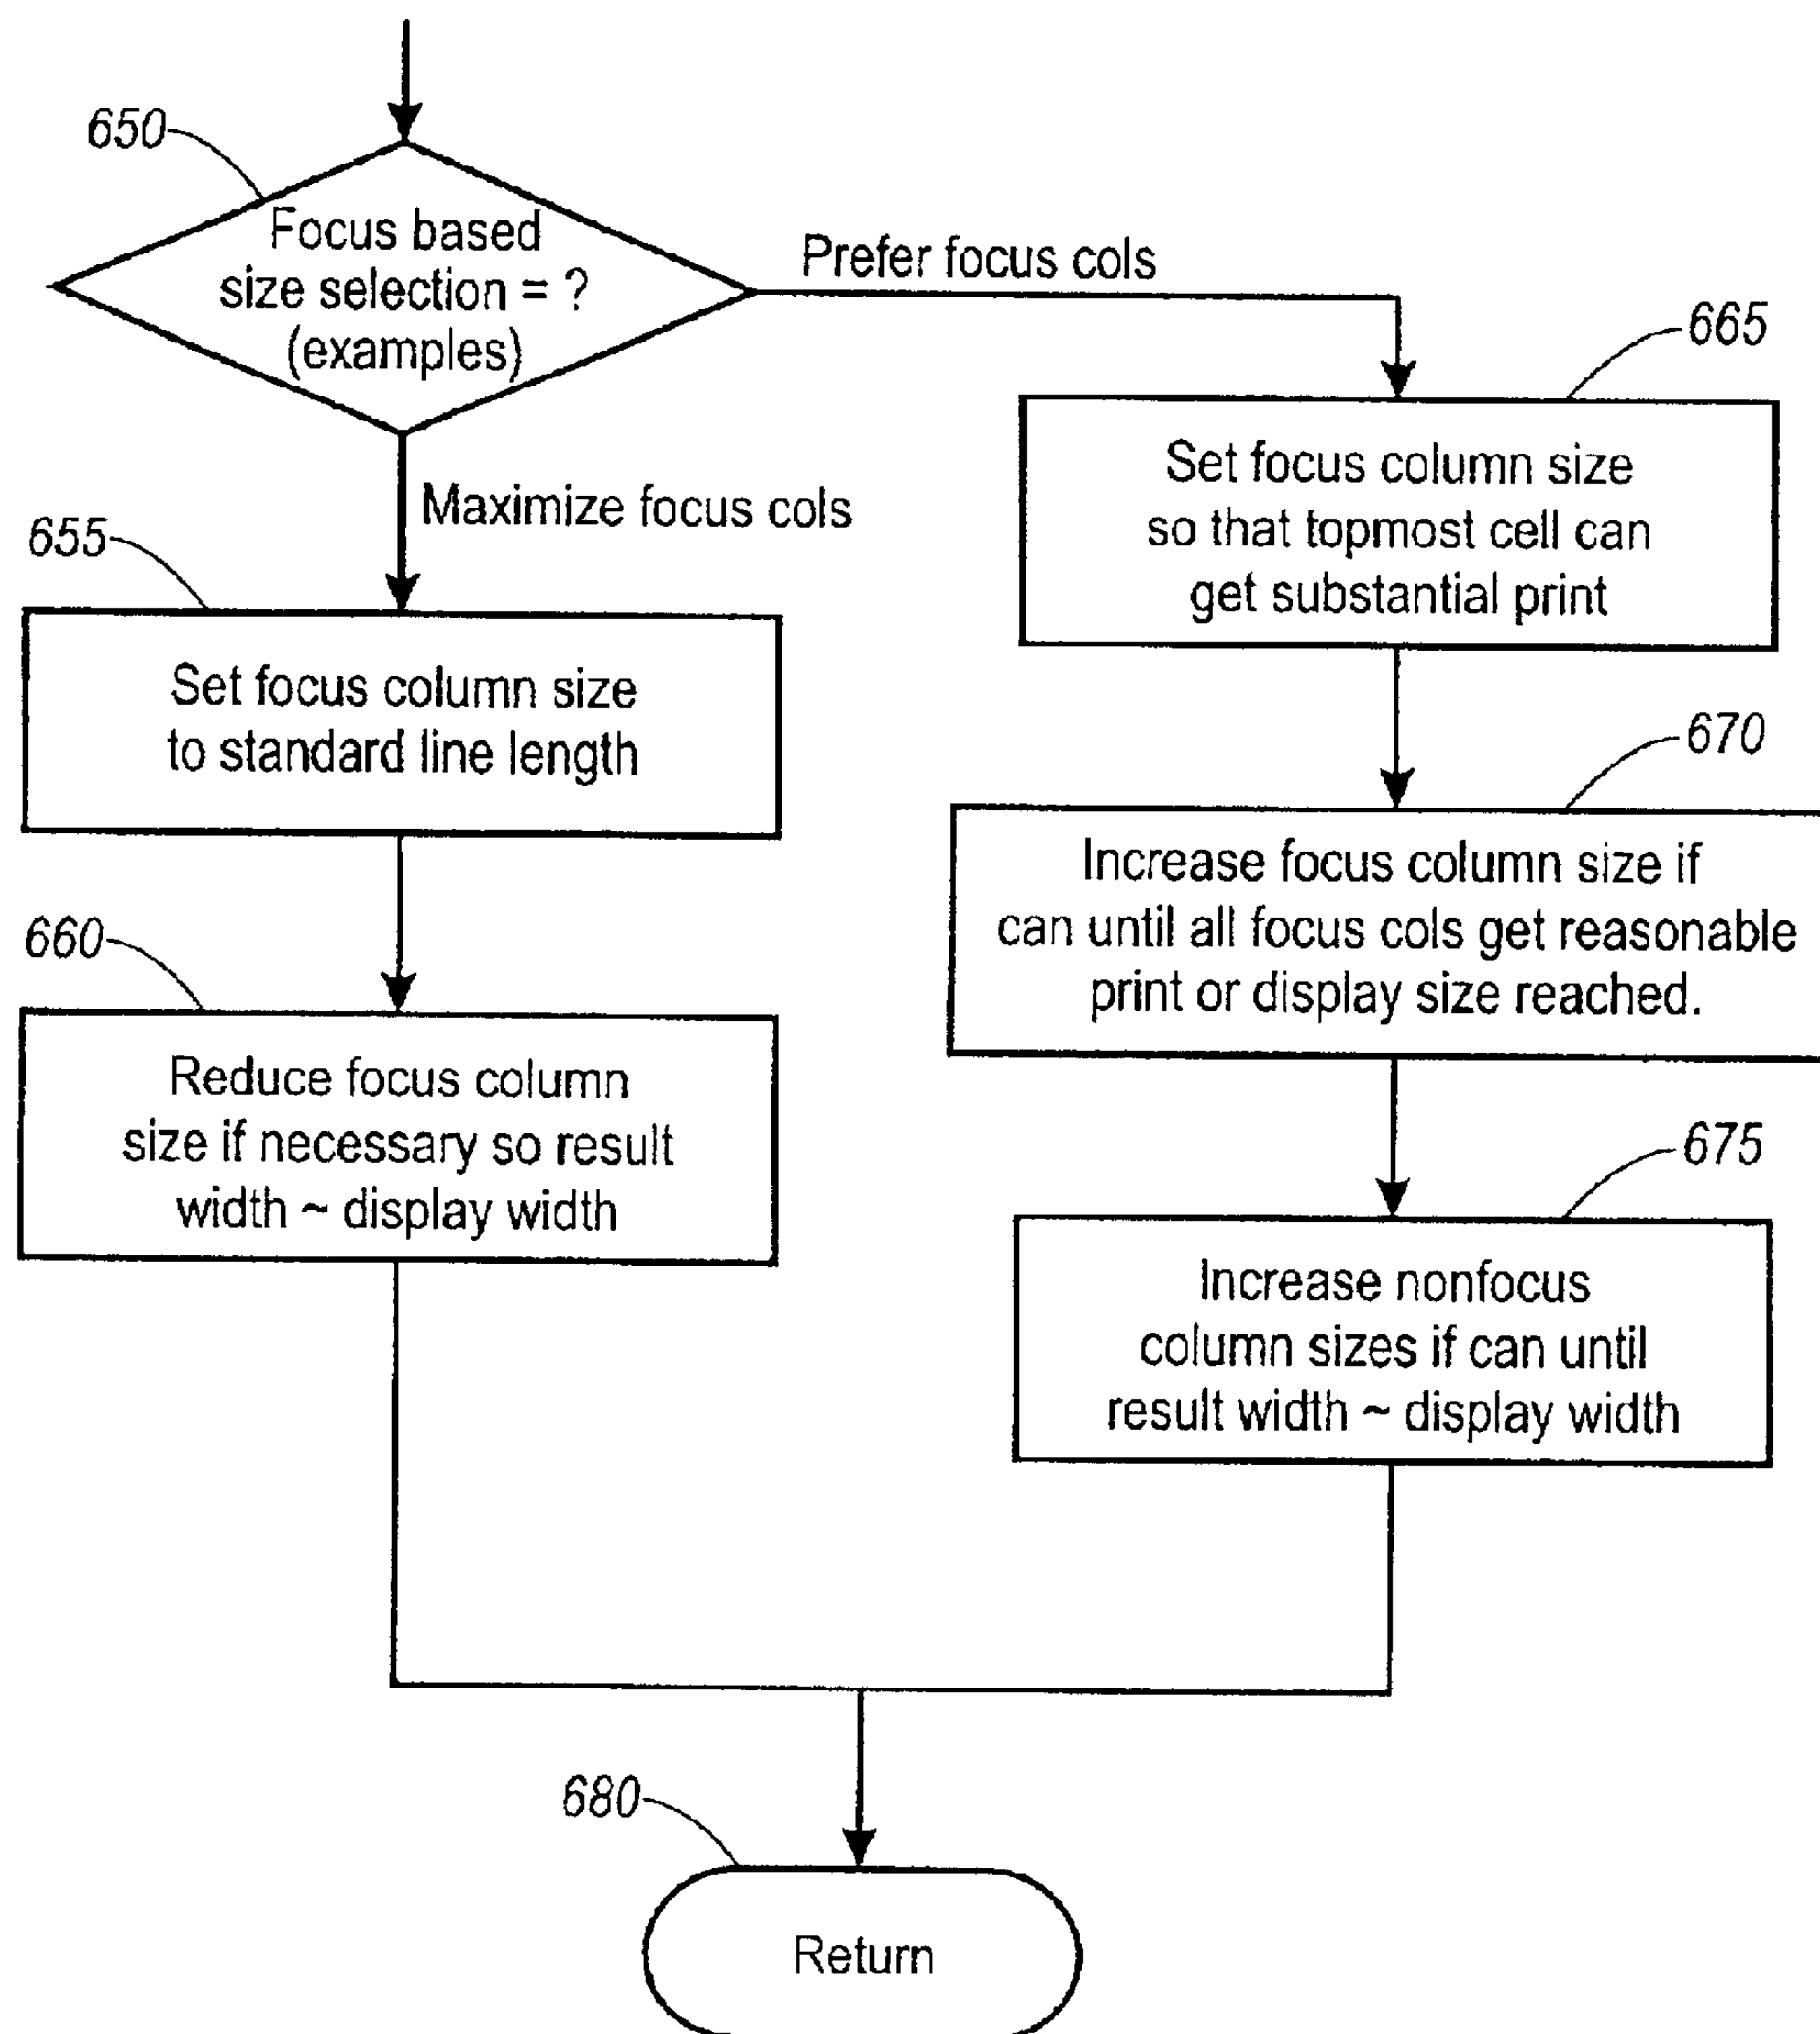 650
Focus based
size selection = ?
(examples)
Prefer focus cols
Maximize focus cols
655
Set focus column size
to standard line length
660
Reduce focus column
size if necessary so result
width ~ display width
665
Set focus column size
so that topmost cell can
get substantial print
670
Increase focus column size if
can until all focus cols get reasonable
print or display size reached.
675
Increase nonfocus
column sizes if can until
result width ~ display width
680
Return